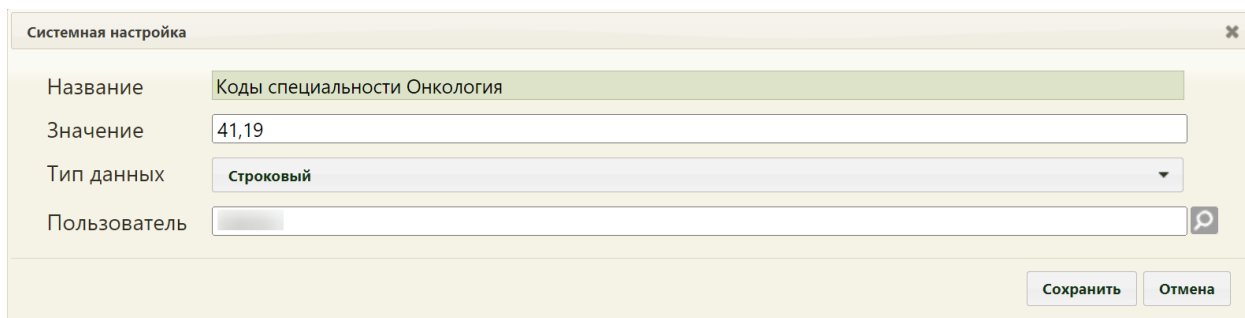 Системная настройка
Название Коды специальности Онкология
Значение 41,19
Тип данных Строковый
Пользователь
Сохранить Отмена